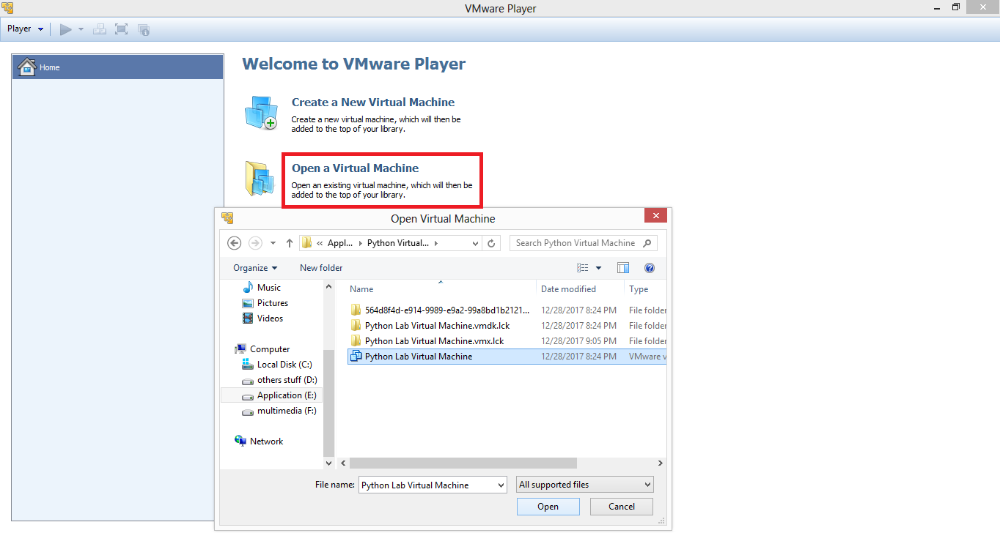 VMware Player
Player
Home
Welcome to VMware Player
Create a New Virtual Machine
Create a new virtual machine, which will then be
added to the top of your library.
Open a Virtual Machine
Open an existing virtual machine, which will then be
added to the top of your library.
Open Virtual Machine
« Appl... Python Virtual...
Search Python Virtual Machine
Organize New folder
Music
Pictures
Videos
Computer
Local Disk (C:)
others stuff (D:)
Application (E:)
multimedia (F:)
Network
Name Date modified Type
564d8f4d-e914-9989-e9a2-99a8bd1b2121... 12/28/2017 8:24 PM File folder
Python Lab Virtual Machine.vmdk.lck 12/28/2017 8:24 PM File folder
Python Lab Virtual Machine.vmx.lck 12/28/2017 9:05 PM File folder
Python Lab Virtual Machine 12/28/2017 8:24 PM VMware v
File name: Python Lab Virtual Machine All supported files
Open Cancel